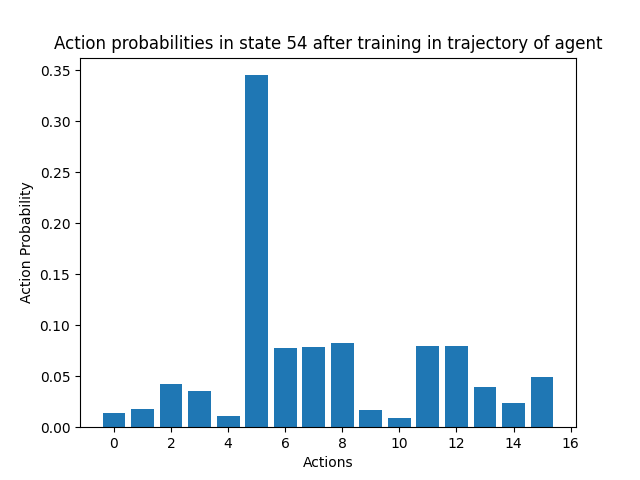 Action probabilities in state 54 after training in trajectory of agent
0.35
0.30
0.25
0.20
0.15
0.10
0.05
0.00
Action Probability
0 2 4 6 8 10 12 14 16
Actions